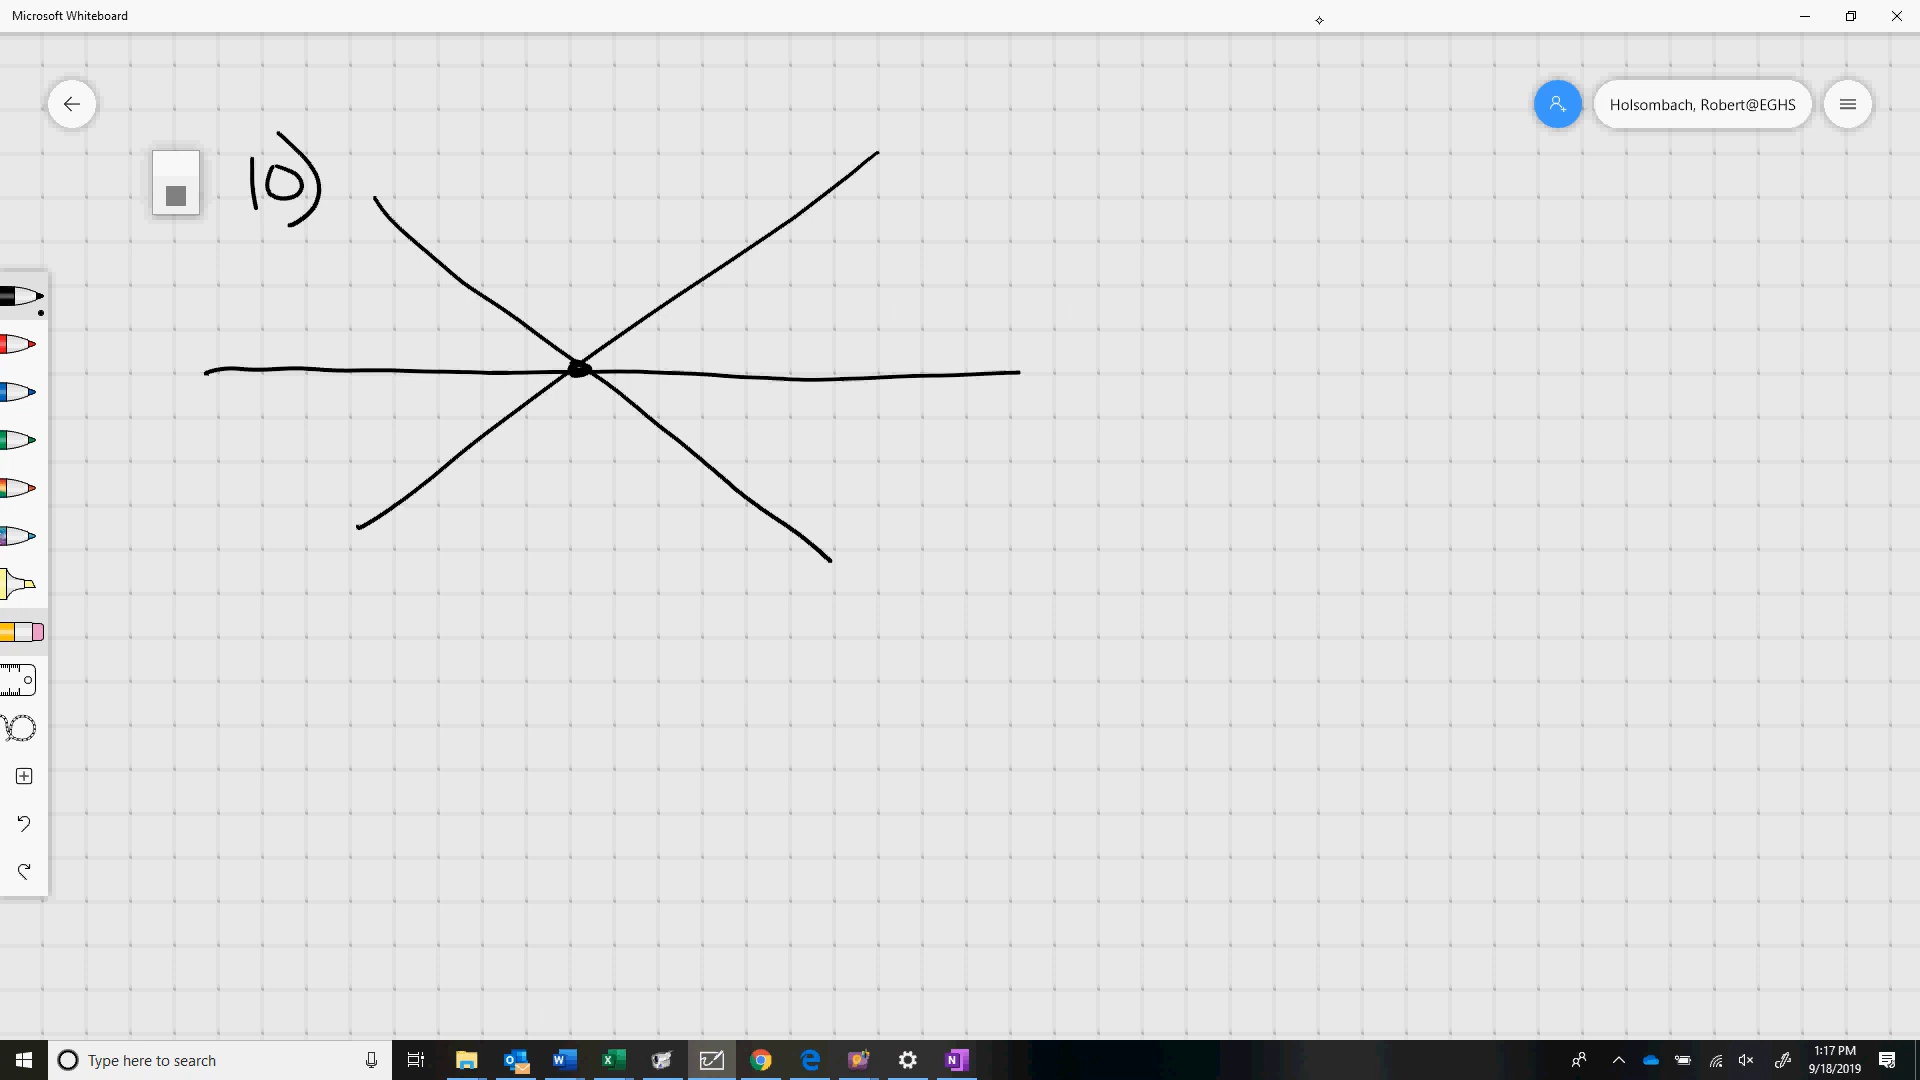 Microsoft Whiteboard
Holsombach, Robert@EGHS
10)
Type here to search
1:17 PM
9/18/2019